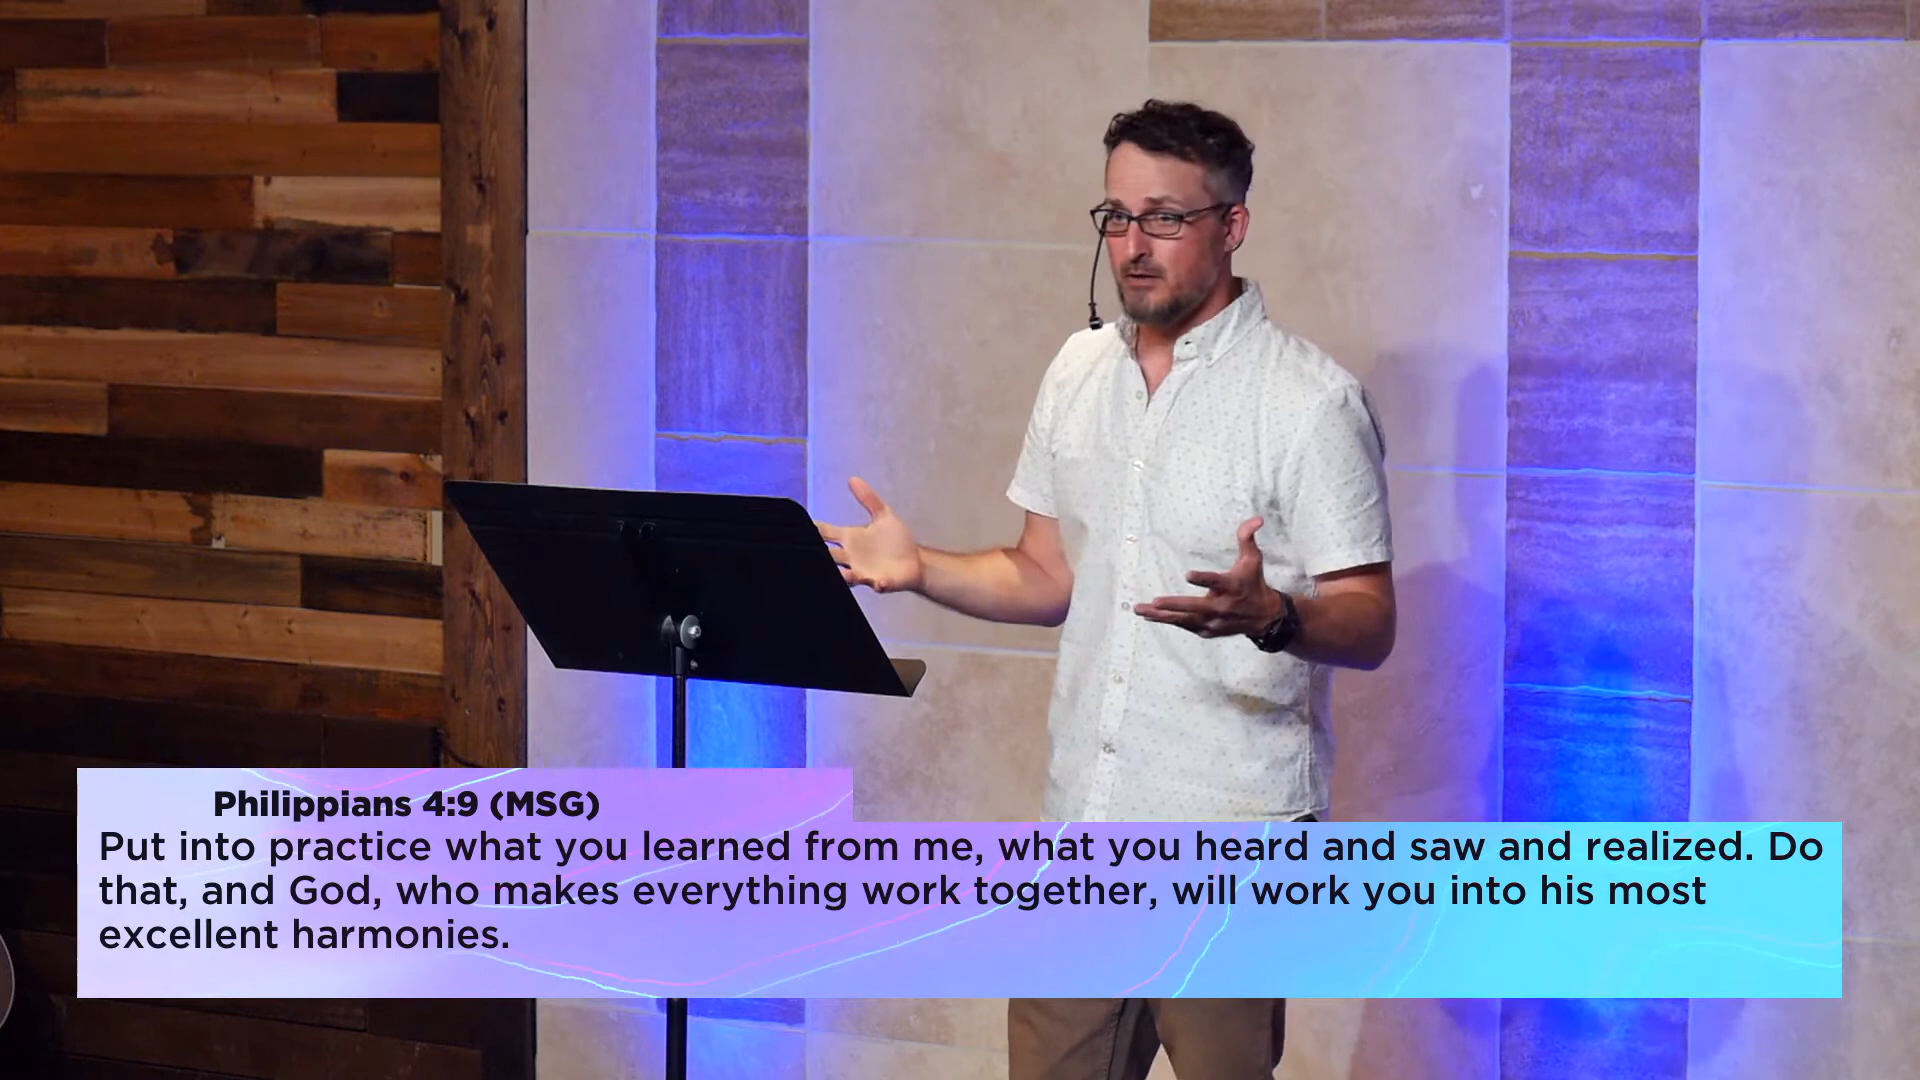 Philippians 4:9 (MSG)
Put into practice what you learned from me, what you heard and saw and realized. Do
that, and God, who makes everything work together, will work you into his most
excellent harmonies.